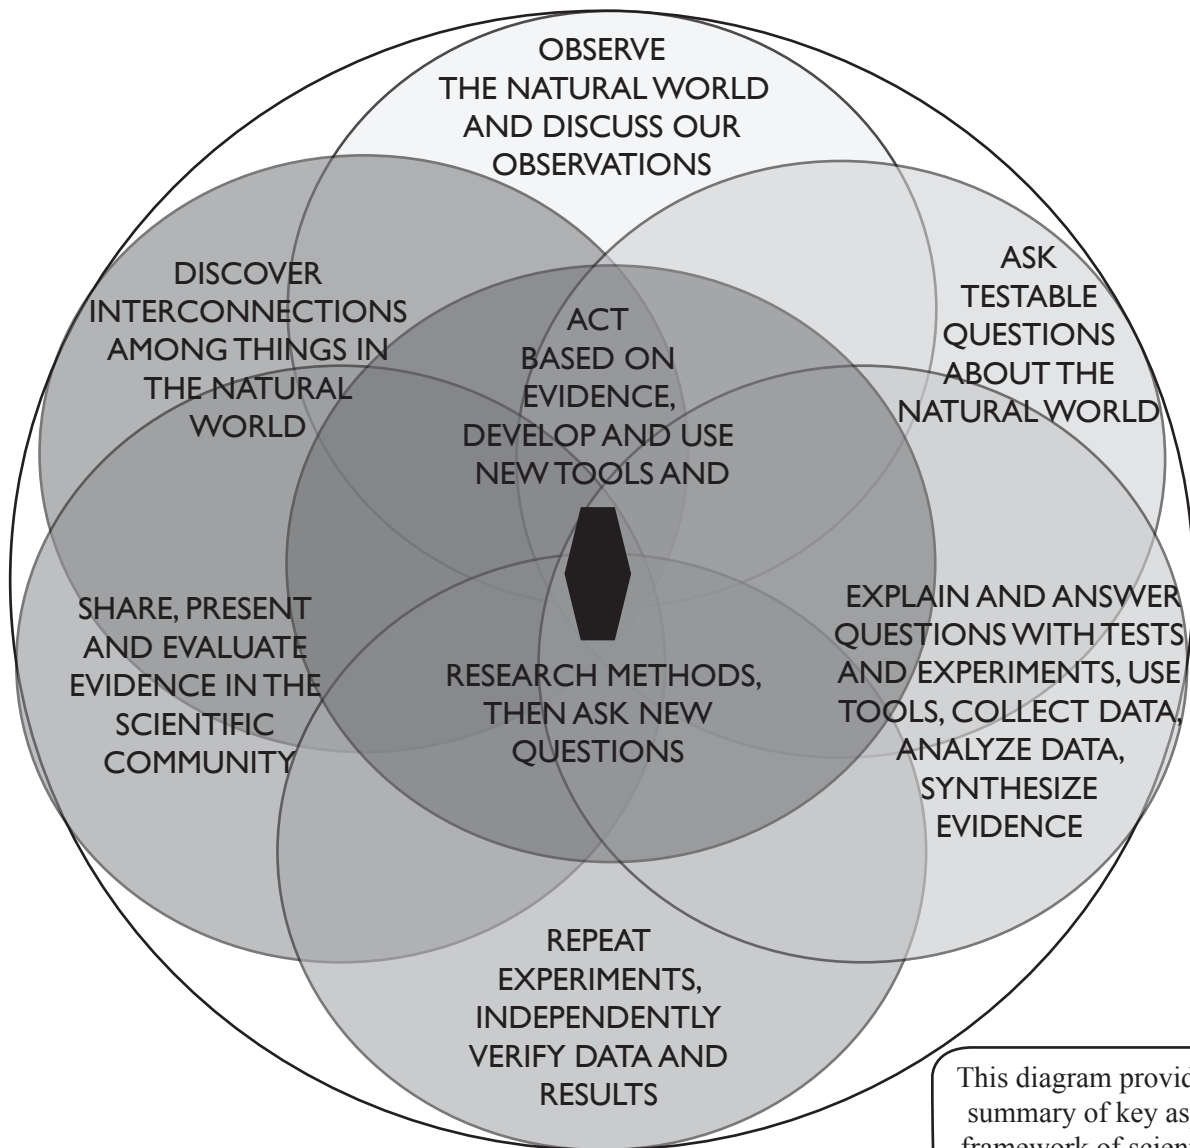 OBSERVE
THE NATURAL WORLD
AND DISCUSS OUR
OBSERVATIONS
ASK
TESTABLE
QUESTIONS
ABOUT THE
NATURAL WORLD
DISCOVER
INTERCONNECTIONS
AMONG THINGS IN
THE NATURAL
WORLD
ACT
BASED ON
EVIDENCE,
DEVELOP AND USE
NEW TOOLS AND
RESEARCH METHODS,
THEN ASK NEW
QUESTIONS
EXPLAIN AND ANSWER
QUESTIONS WITH TESTS
AND EXPERIMENTS, USE
TOOLS, COLLECT DATA,
ANALYZE DATA,
SYNTHESIZE
EVIDENCE
SHARE, PRESENT
AND EVALUATE
EVIDENCE IN THE
SCIENTIFIC
COMMUNITY
REPEAT
EXPERIMENTS,
INDEPENDENTLY
VERIFY DATA AND
RESULTS
This diagram
summary of key
framework of